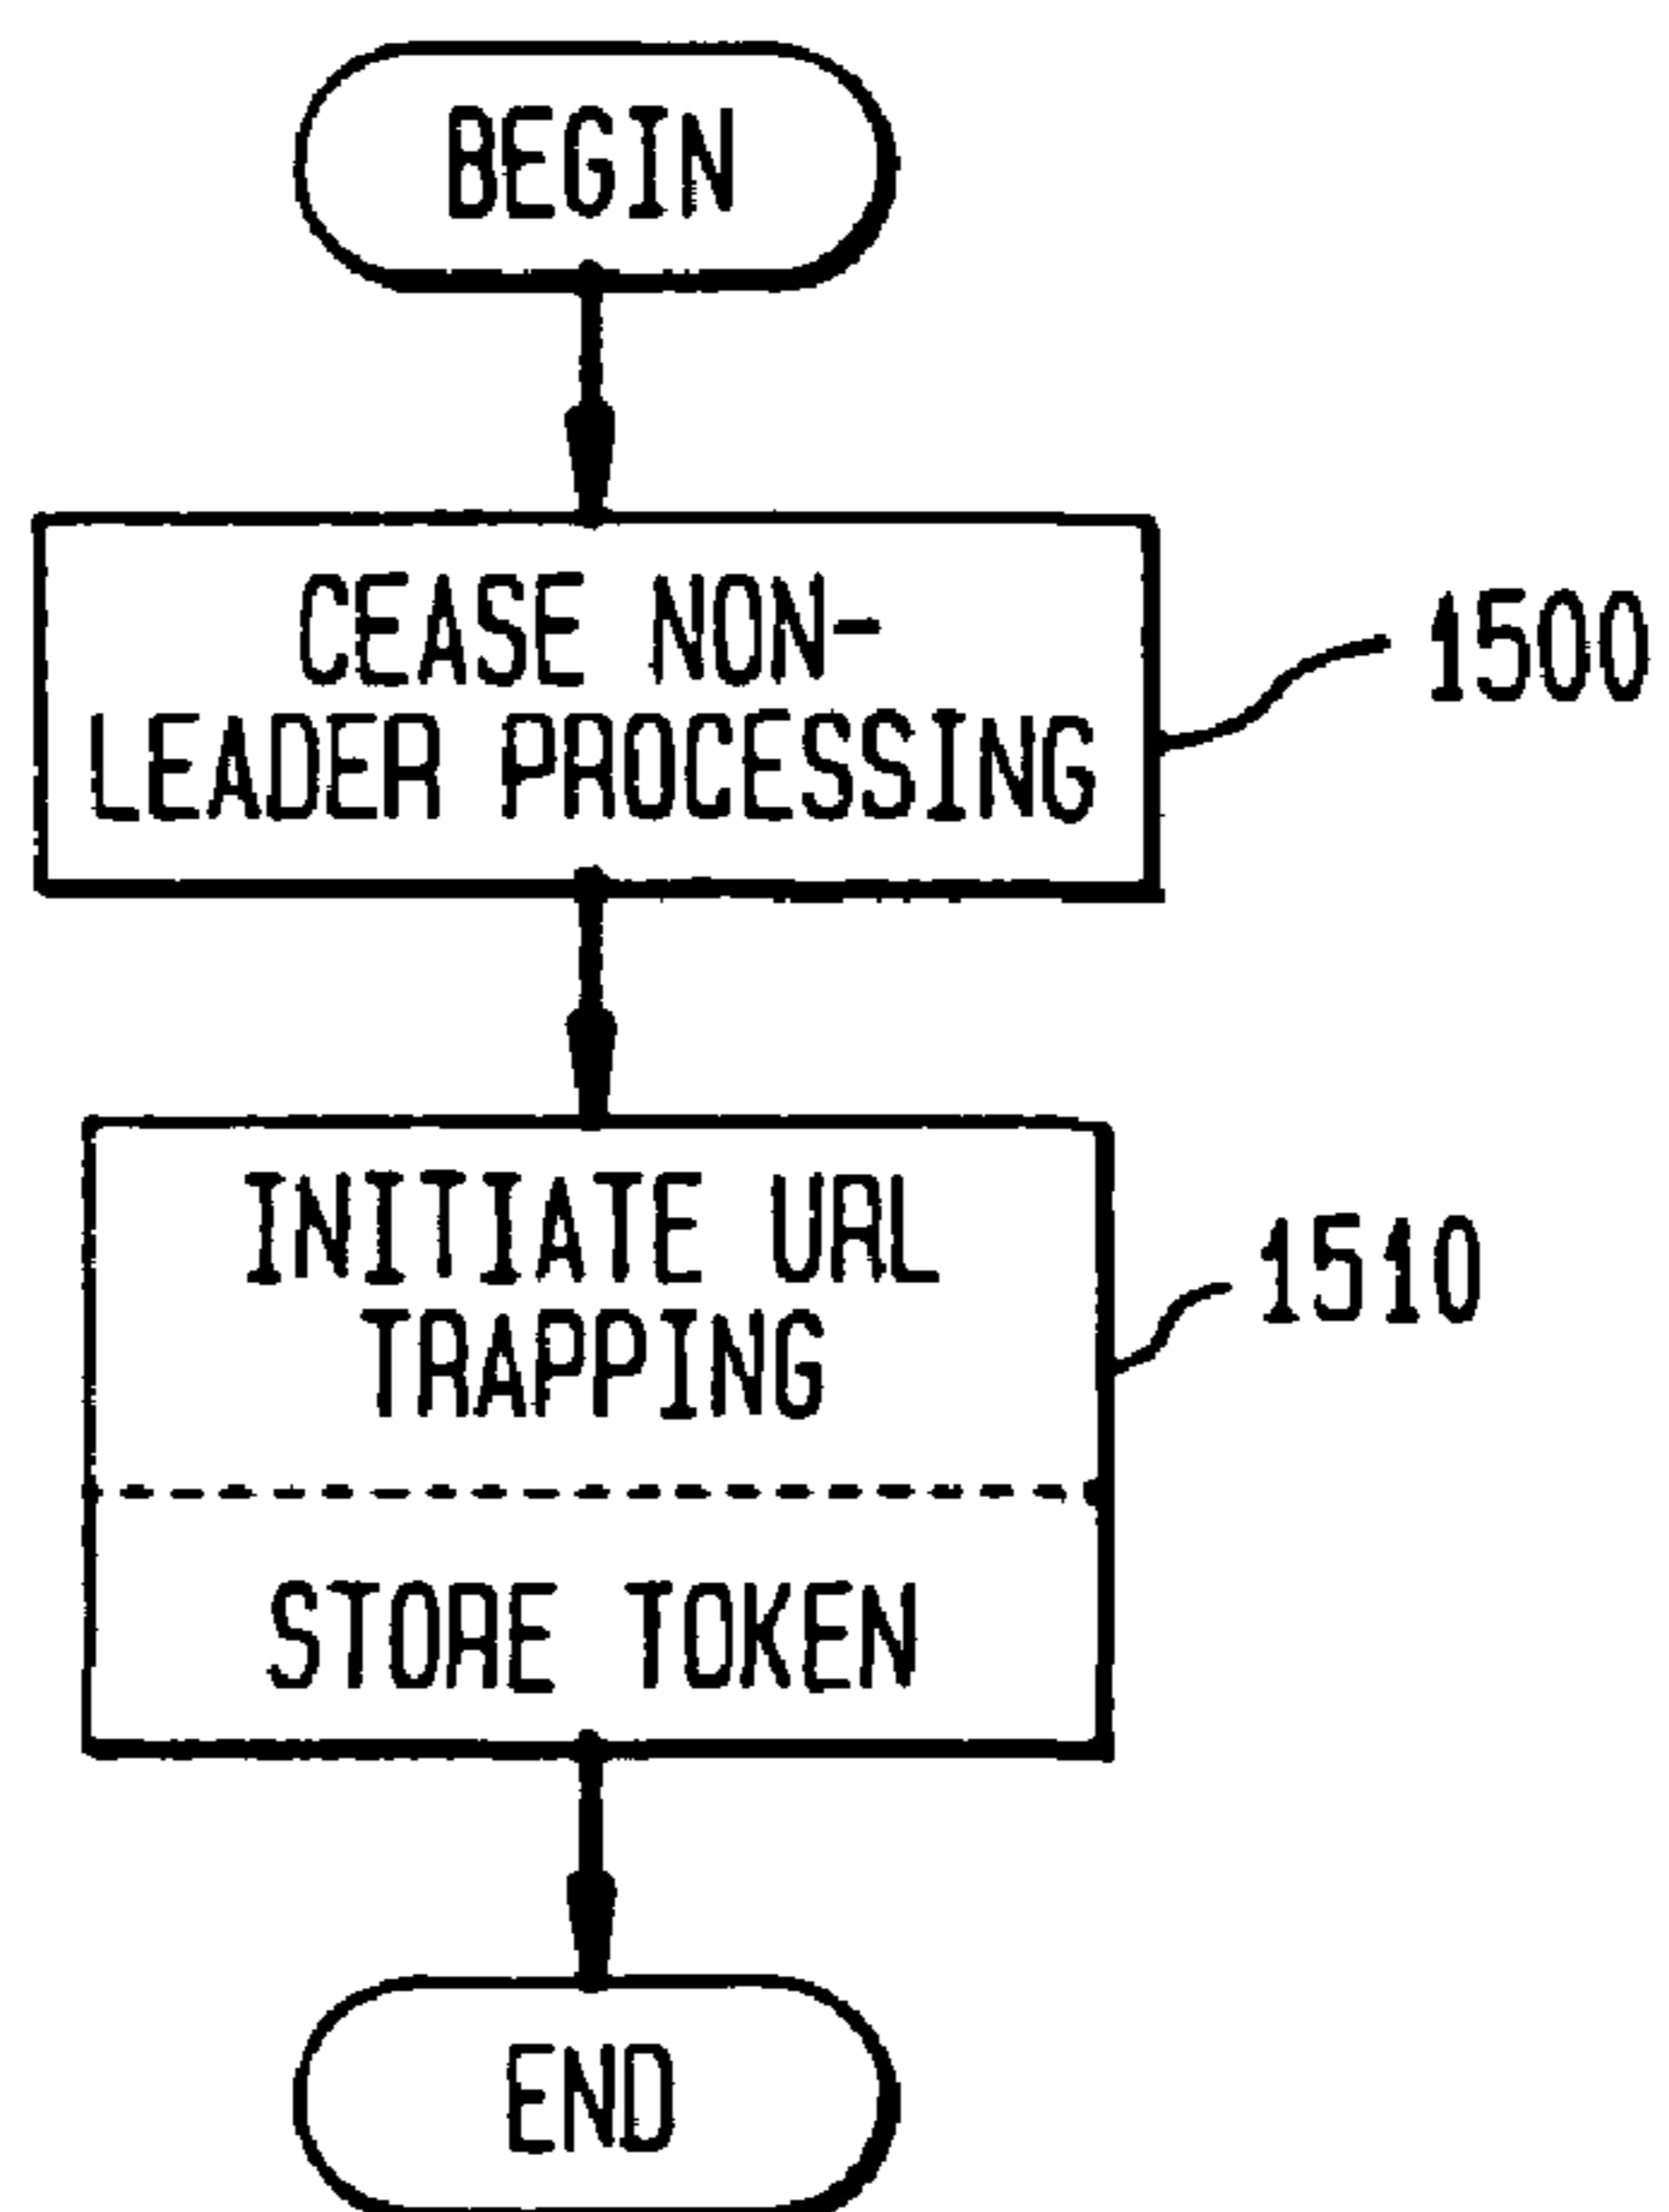 BEGIN
CEASE NON-
LEADER PROCESSING
1500
INITIATE URL
TRAPPING
1510
STORE TOKEN
END